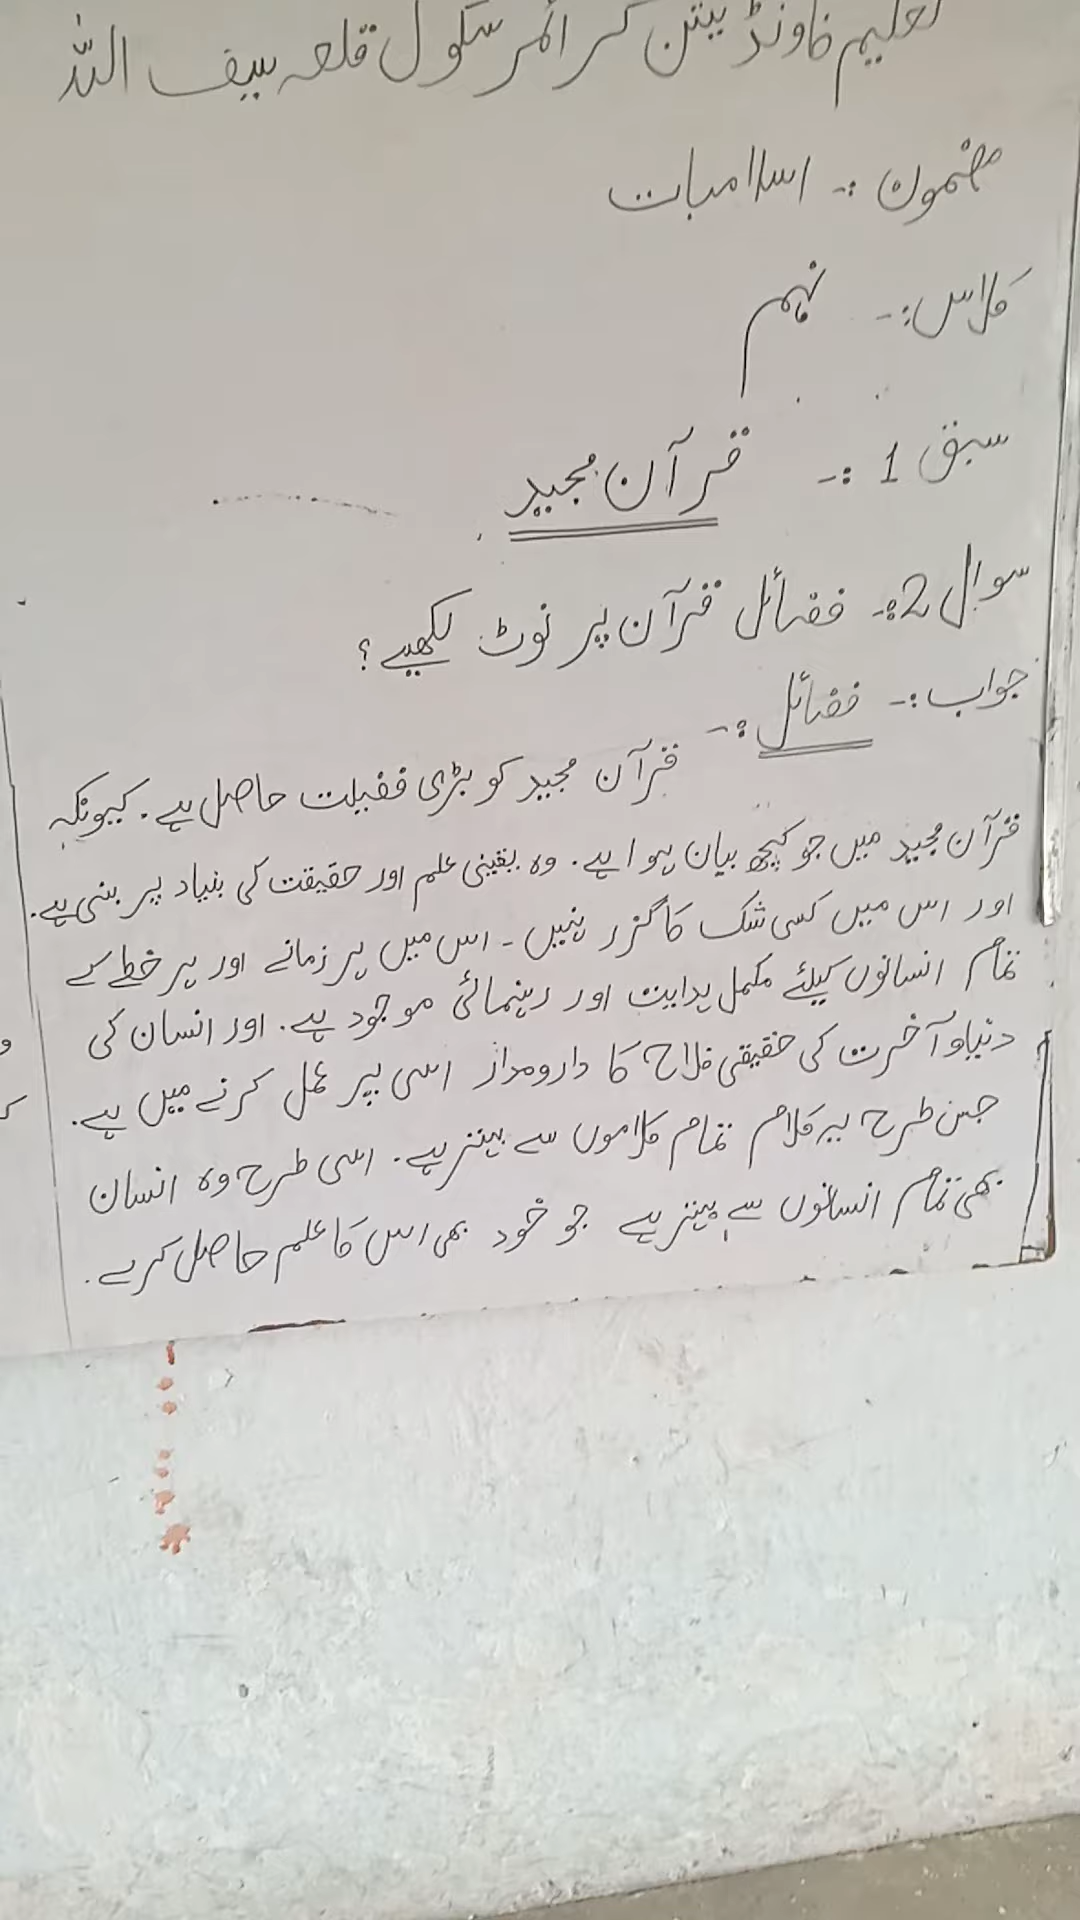 تعلیم فاونڈیشن گرائمر سکول قلعہ سیف اللہ
مضمون :- اسلامیات
کلاس :- نہم
سبق 1 :- قرآن مجید
سوال 2:- فضائل قرآن پر نوٹ لکھیے؟
جواب :- فضائل :- قرآن مجید کو بڑی فضیلت حاصل ہے۔ کیونکہ
قرآن مجید میں جو کچھ بیان ہوا ہے۔ وہ یقینی علم اور حقیقت کی بنیاد پر بنی ہے۔
اور اس میں کسی شک کا گزر نہیں - اس میں ہر زمانے اور ہر خطے کے
تمام انسانوں کیلئے مکمل ہدایت اور رہنمائی موجود ہے۔ اور انسان کی
دنیا و آخرت کی حقیقی فلاح کا دارومدار اسی پر عمل کرنے میں ہے۔
جس طرح یہ کلام تمام کلاموں سے بہتر ہے۔ اسی طرح وہ انسان
بھی تمام انسانوں سے بہتر ہے جو خود بھی اس کا علم حاصل کرے۔